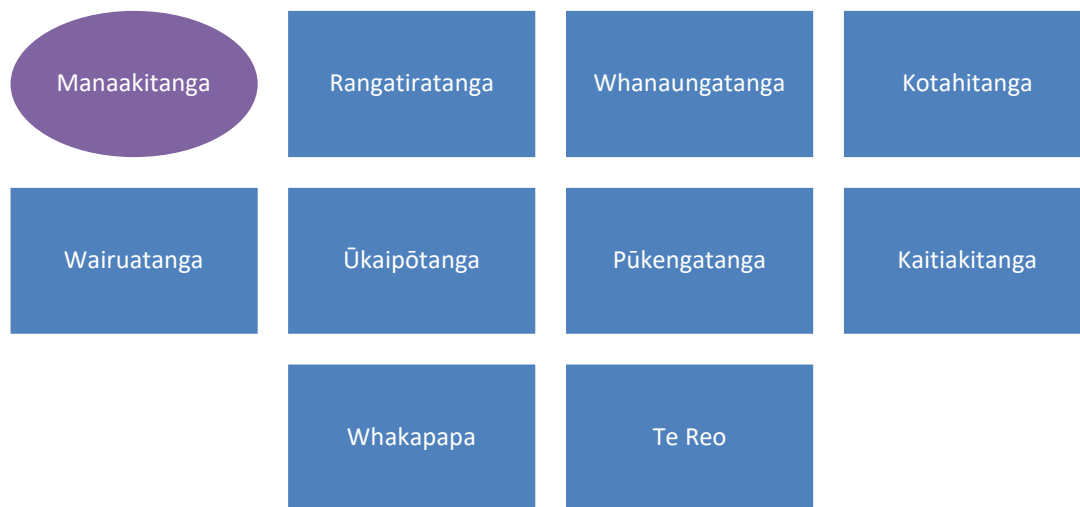 Manaakitanga
Rangatiratanga
Whanaungatanga
Kotahitanga
Wairuatanga
Ūkaipōtanga
Pūkengatanga
Kaitiakitanga
Whakapapa
Te Reo